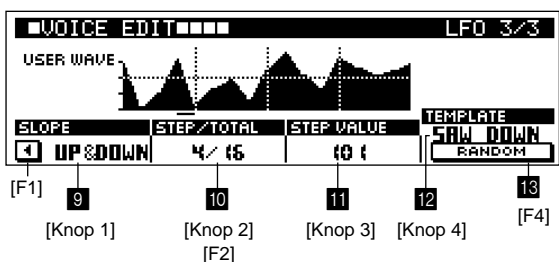 ■VOICE EDIT■■■■ LFO 3/3
USER WAVE
TEMPLATE
SLOPE STEP/TOTAL STEP VALUE SAW DOWN
UP&DOWN 4/16 101 RANDOM
[F1] 9 10 11 12 13
[Knop 1] [Knop 2] [Knop 3] [Knop 4] [F4]
[F2]